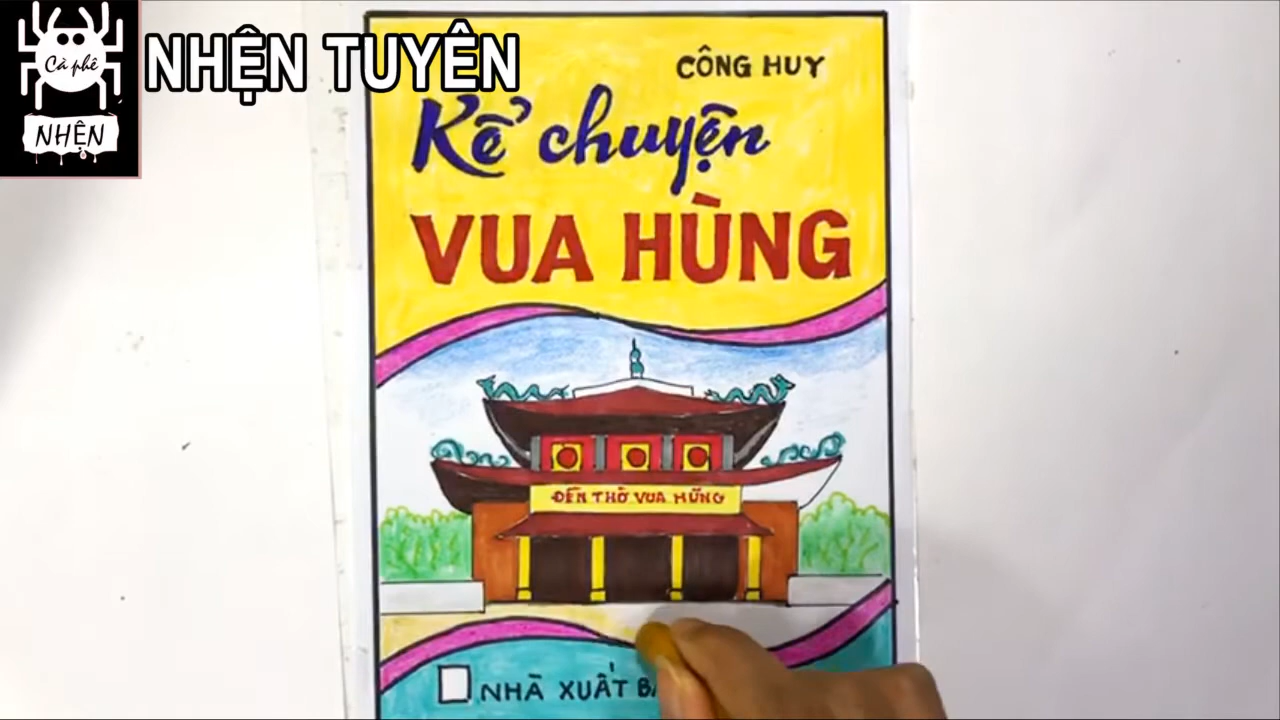 Cà phê
NHỆN
NHỆN TUYÊN
CÔNG HUY
Kể chuyện
VUA HÙNG
ĐỀN THỜ VUA HÙNG
NHÀ XUẤT